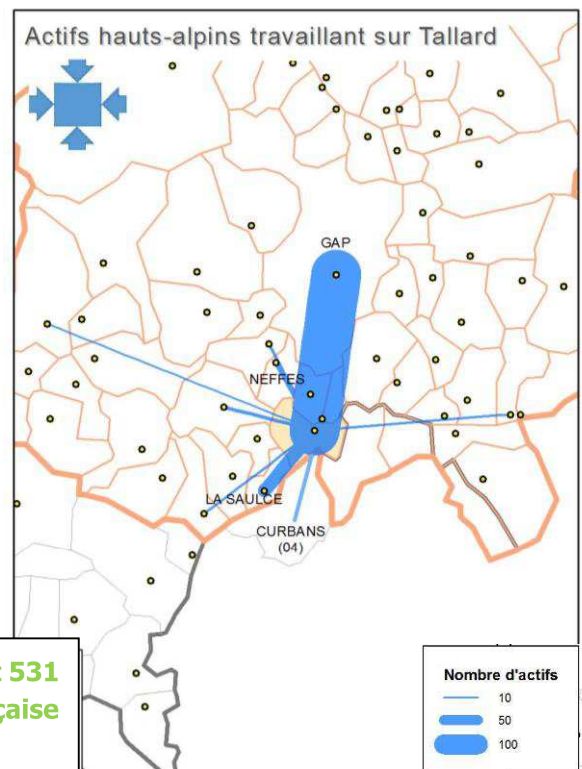 Actifs hauts-alpins travaillant sur Tallard
GAP
NEFFES
LA SAULCE
CURBANS
(04)
531
çaise
Nombre d'actifs
10
50
100